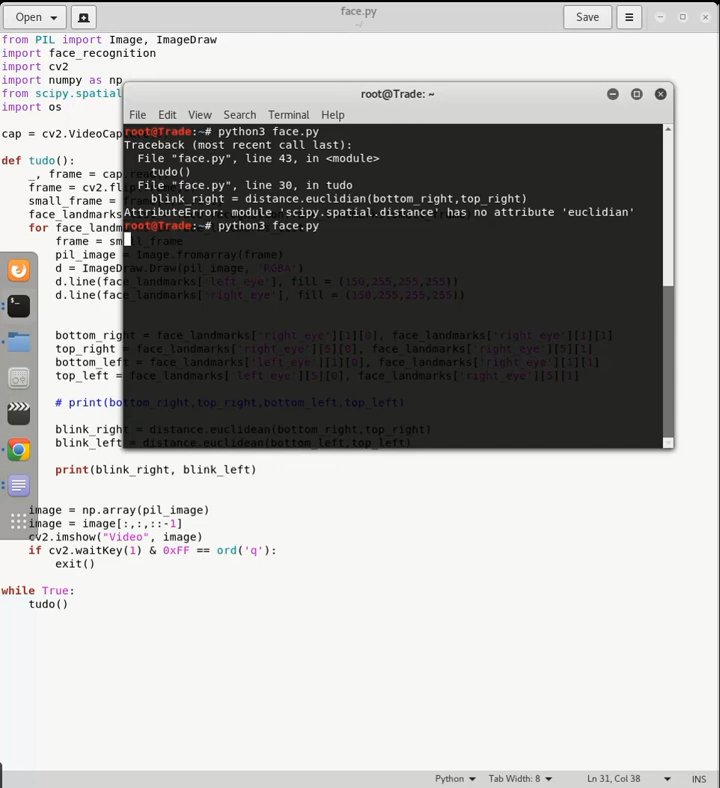 Open
face.py
~/
Save
from PIL import Image, ImageDraw
import face_recognition
import cv2
import numpy as np
from scipy.spatial
import os
cap = cv2.VideoCap
def tudo():
_, frame = cap.read()
frame = cv2.flip
small_frame =
face_landmarks
for face_landm
frame = small_frame
pil_image = Image.fromarray(frame)
d = ImageDraw.Draw(pil_image, 'RGBA')
d.line(face_landmarks['left_eye'], fill = (150,255,255,255))
d.line(face_landmarks['right_eye'], fill = (150,255,255,255))
bottom_right = face_landmarks['right_eye'][1][0], face_landmarks['right_eye'][1][1]
top_right = face_landmarks['right_eye'][5][0], face_landmarks['right_eye'][5][1]
bottom_left = face_landmarks['left_eye'][1][0], face_landmarks['right_eye'][1][1]
top_left = face_landmarks['left_eye'][5][0], face_landmarks['right_eye'][5][1]
# print(bottom_right,top_right,bottom_left,top_left)
blink_right = distance.euclidean(bottom_right,top_right)
blink_left = distance.euclidean(bottom_left,top_left)
print(blink_right, blink_left)
image = np.array(pil_image)
image = image[:,:,::-1]
cv2.imshow("Video", image)
if cv2.waitKey(1) & 0xFF == ord('q'):
exit()
while True:
tudo()
root@Trade: ~
File Edit View Search Terminal Help
root@Trade:~# python3 face.py
Traceback (most recent call last):
File "face.py", line 43, in <module>
tudo()
File "face.py", line 30, in tudo
blink_right = distance.euclidian(bottom_right,top_right)
AttributeError: module 'scipy.spatial.distance' has no attribute 'euclidian'
root@Trade:~# python3 face.py
Python
Tab Width: 8
Ln 31, Col 38
INS